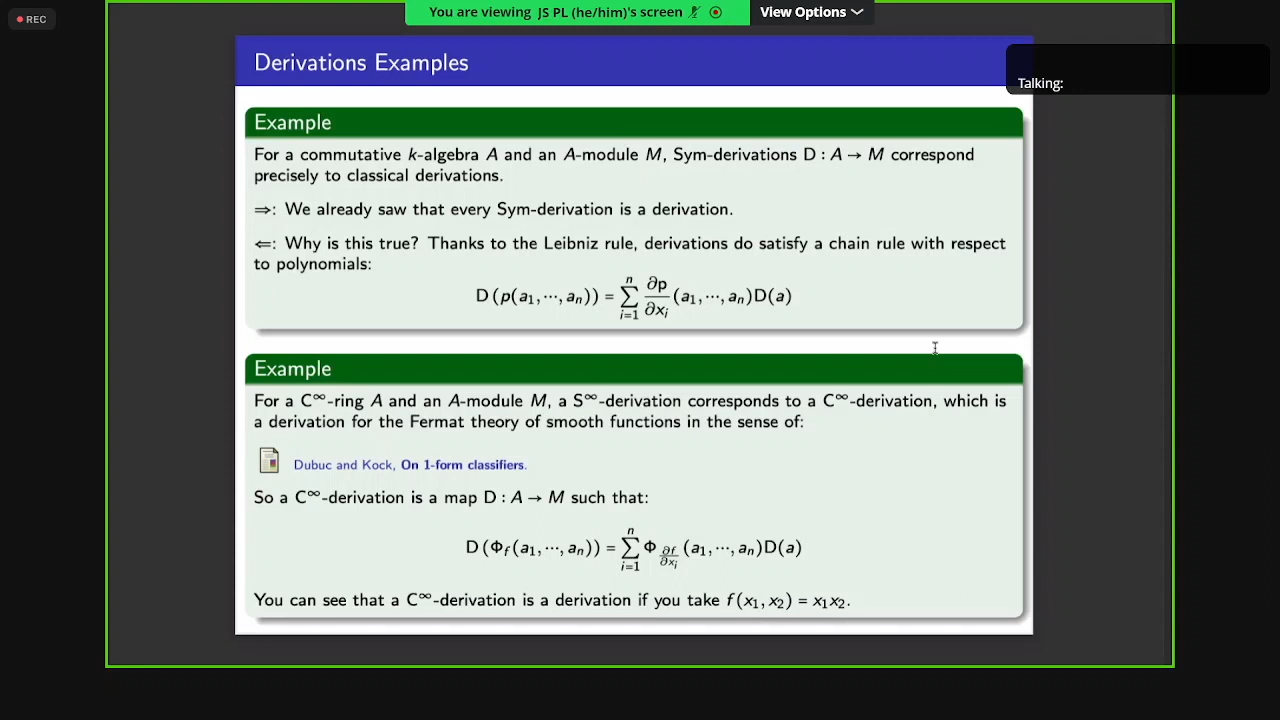 REC
You are viewing JS PL (he/him)'s screen
View Options
Talking:
Derivations Examples
Example
For a commutative k-algebra A and an A-module M, Sym-derivations D : A → M correspond
precisely to classical derivations.
⇒: We already saw that every Sym-derivation is a derivation.
⇐: Why is this true? Thanks to the Leibniz rule, derivations do satisfy a chain rule with respect
to polynomials:
D (p(a₁, ⋯, aₙ)) = ∑ᵢ₌₁ⁿ ∂p/∂xᵢ (a₁, ⋯, aₙ)D(a)
Example
For a C^∞-ring A and an A-module M, a S^∞-derivation corresponds to a C^∞-derivation, which is
a derivation for the Fermat theory of smooth functions in the sense of:
Dubuc and Kock, On 1-form classifiers.
So a C^∞-derivation is a map D : A → M such that:
D (Φ_f(a₁, ⋯, aₙ)) = ∑ᵢ₌₁ⁿ Φ_{∂f/∂xᵢ} (a₁, ⋯, aₙ)D(a)
You can see that a C^∞-derivation is a derivation if you take f(x₁, x₂) = x₁x₂.